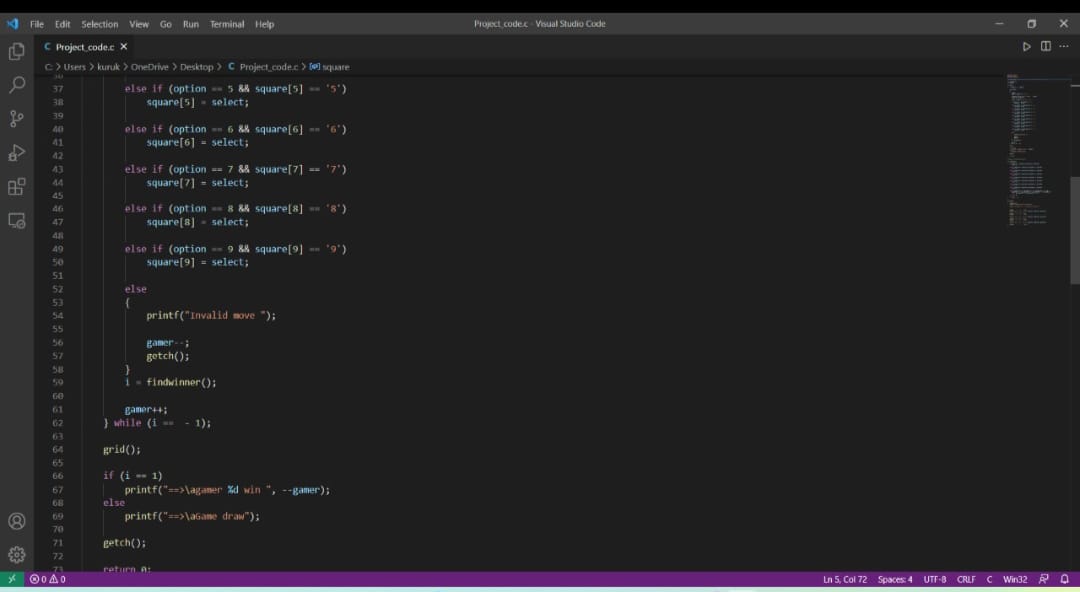 File Edit Selection View Go Run Terminal Help
Project_code.c - Visual Studio Code
C Project_code.c ×
C: > Users > kuruk > OneDrive > Desktop > C Project_code.c > square
36
37 else if (option == 5 && square[5] == '5')
38 square[5] = select;
39
40 else if (option == 6 && square[6] == '6')
41 square[6] = select;
42
43 else if (option == 7 && square[7] == '7')
44 square[7] = select;
45
46 else if (option == 8 && square[8] == '8')
47 square[8] = select;
48
49 else if (option == 9 && square[9] == '9')
50 square[9] = select;
51
52 else
53 {
54 printf("Invalid move ");
55
56 gamer--;
57 getch();
58 }
59 i = findwinner();
60
61 gamer++;
62 } while (i == - 1);
63
64 grid();
65
66 if (i == 1)
67 printf("==>\agamer %d win ", --gamer);
68 else
69 printf("==>\aGame draw");
70
71 getch();
72
73 return 0;
0 0
Ln 5, Col 72 Spaces: 4 UTF-8 CRLF C Win32